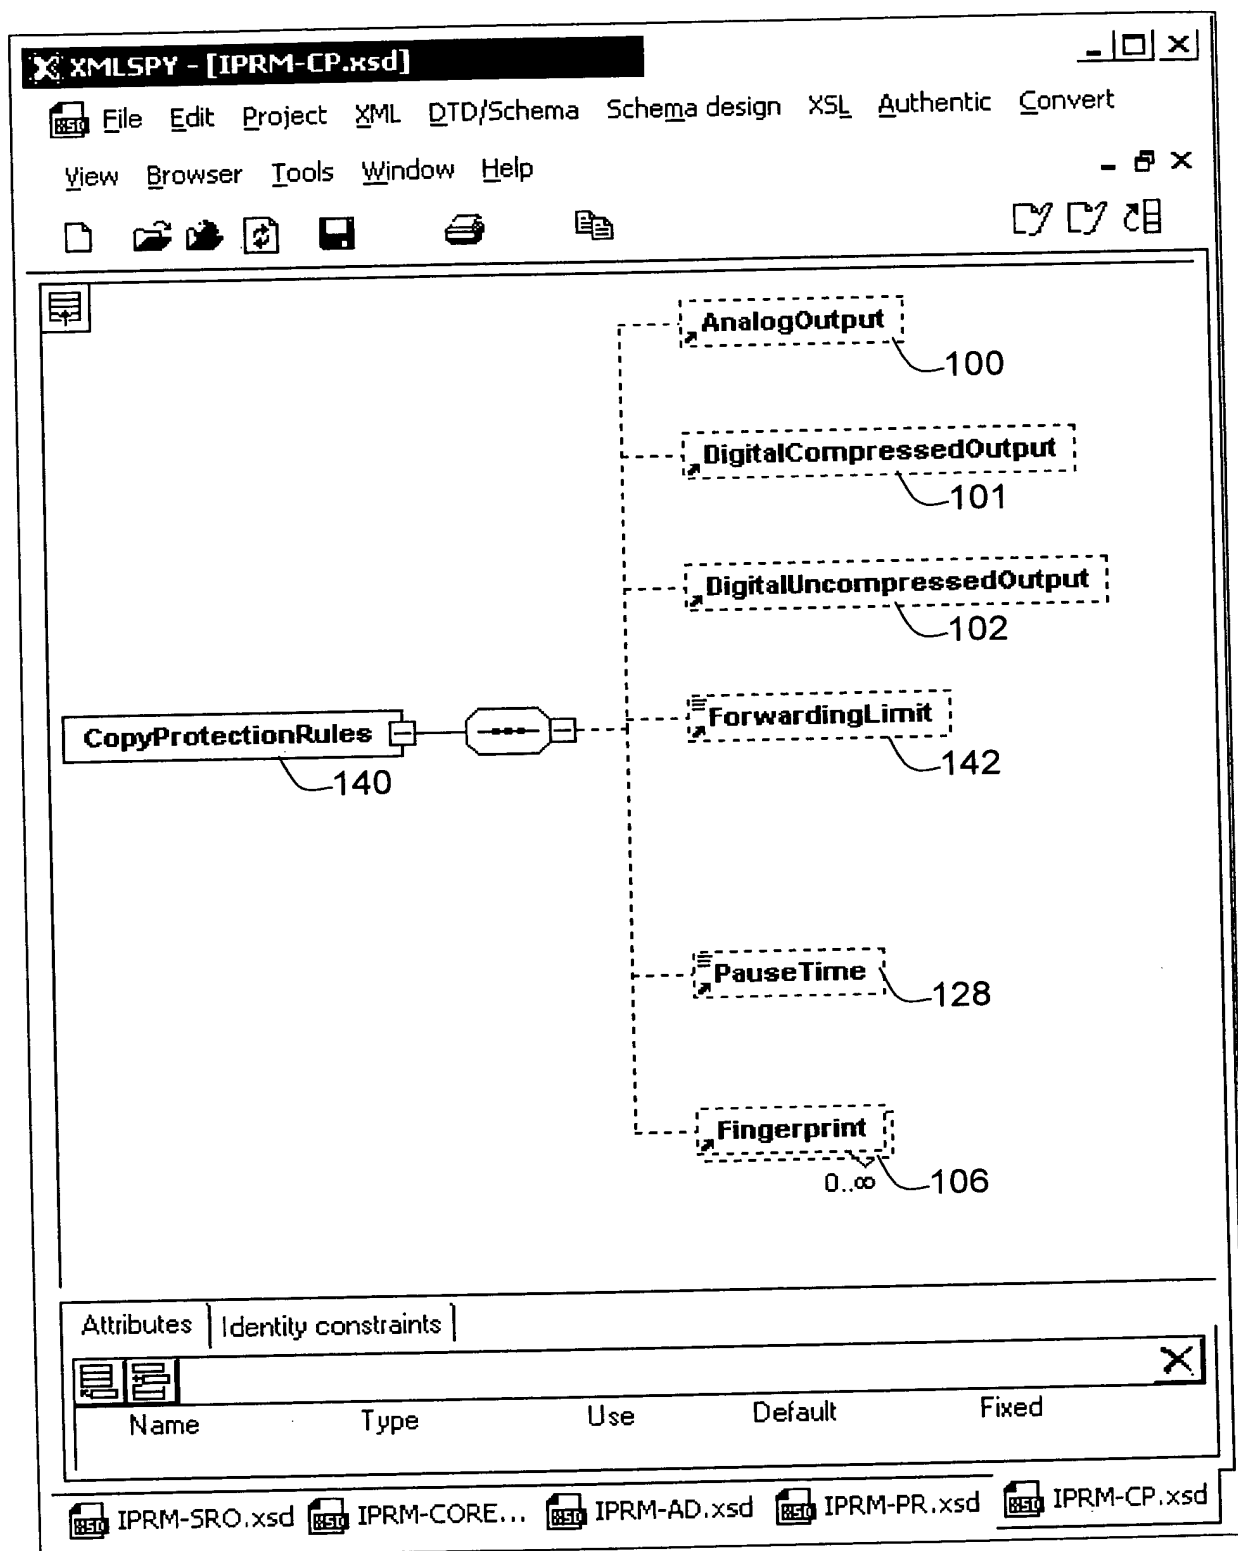 XMLSPY - [IPRM-CP.xsd]
File Edit Project XML DTD/Schema Schema design XSL Authentic Convert
View Browser Tools Window Help
AnalogOutput
100
DigitalCompressedOutput
101
DigitalUncompressedOutput
102
ForwardingLimit
142
CopyProtectionRules
140
PauseTime
128
Fingerprint
0..∞
106
Attributes Identity constraints
Name Type Use Default Fixed
IPRM-SRO.xsd IPRM-CORE... IPRM-AD.xsd IPRM-PR.xsd IPRM-CP.xsd